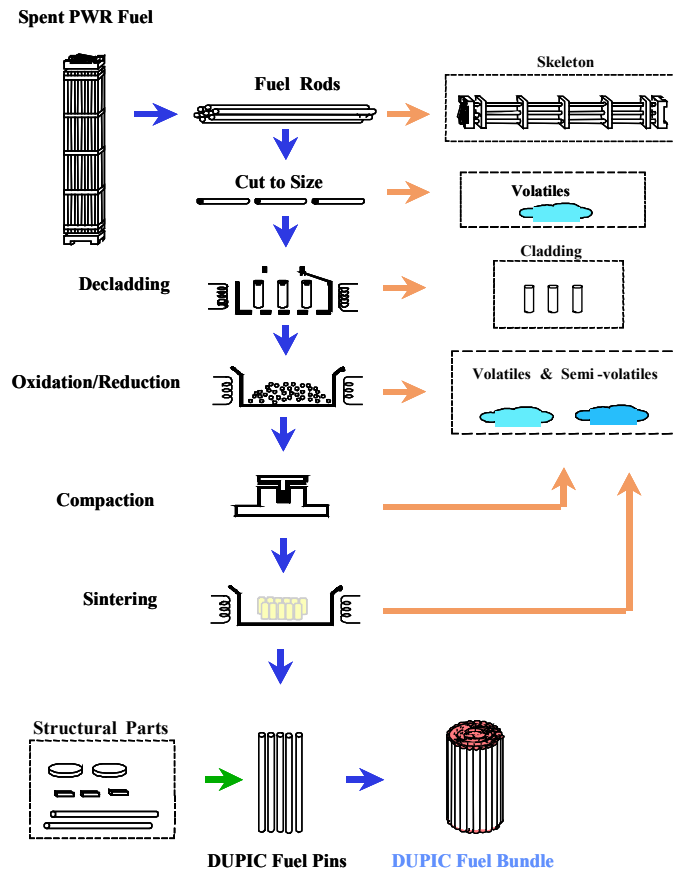 Spent PWR Fuel
Skeleton
Fuel Rods
Cut to Size
Volatiles
Cladding
Decladding
Oxidation/Reduction
Volatiles & Semi-volatiles
Compaction
Sintering
Structural Parts
DUPIC Fuel Pins
DUPIC Fuel Bundle